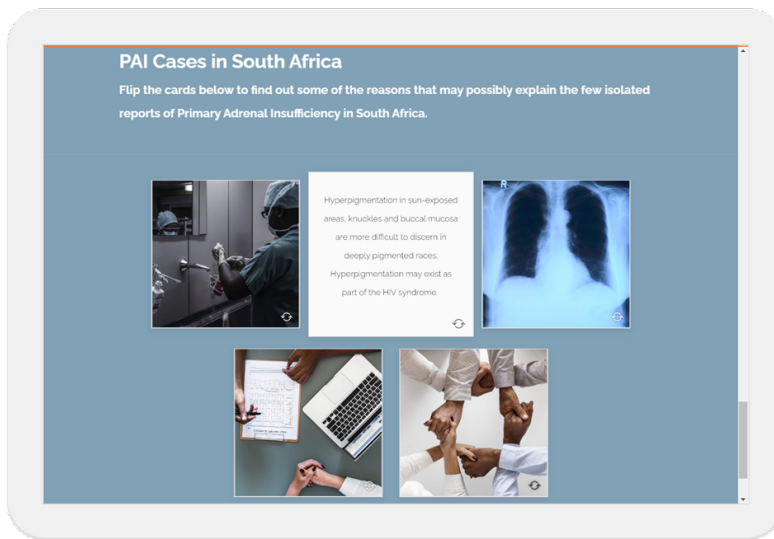 PAI Cases in South Africa
Flip the cards below to find out some of the reasons that may possibly explain the few isolated
reports of Primary Adrenal Insufficiency in South Africa.
Hyperpigmentation in sun-exposed
areas, knuckles and buccal mucosa
are more difficult to discern in
deeply pigmented races.
Hyperpigmentation may exist as
part of the HIV syndrome.
R